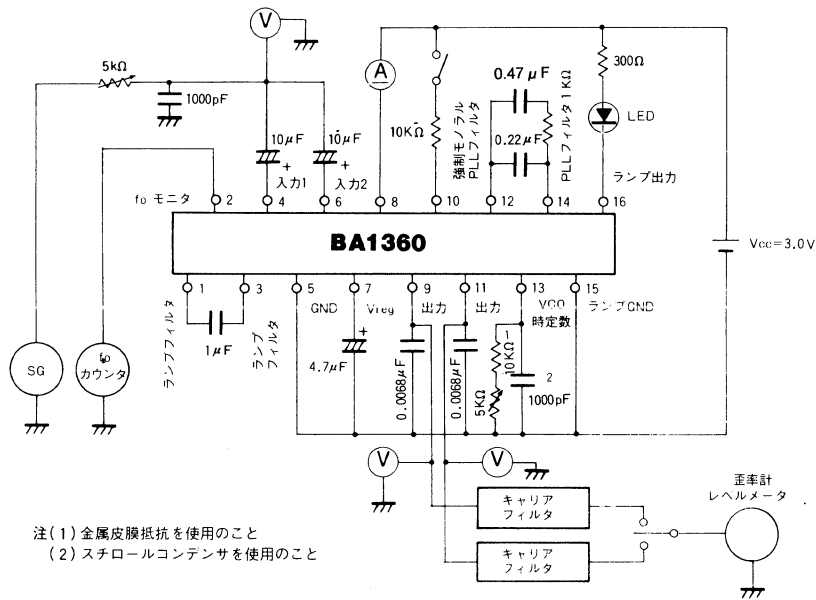 V
5kΩ
1000pF
A
0.47μF
300Ω
LED
10μF
+
入力1
10μF
+
入力2
10KΩ
強制モノラル
PLLフィルタ
0.22μF
PLLフィルタ1KΩ
ランプ出力
fo モニタ
2
4
6
8
10
12
14
16
BA1360
Vcc=3.0V
1
3
5
7
9
11
13
15
GND
Vreg
出力
出力
VCO
時定数
ランプGND
ランプフィルタ
1μF
ランプ
フィルタ
+
4.7μF
0.0068μF
0.0068μF
1
10KΩ
5KΩ
2
1000pF
SG
fo
カウンタ
V
V
キャリア
フィルタ
キャリア
フィルタ
歪率計
レベルメータ
注(1)金属皮膜抵抗を使用のこと
(2)スチロールコンデンサを使用のこと